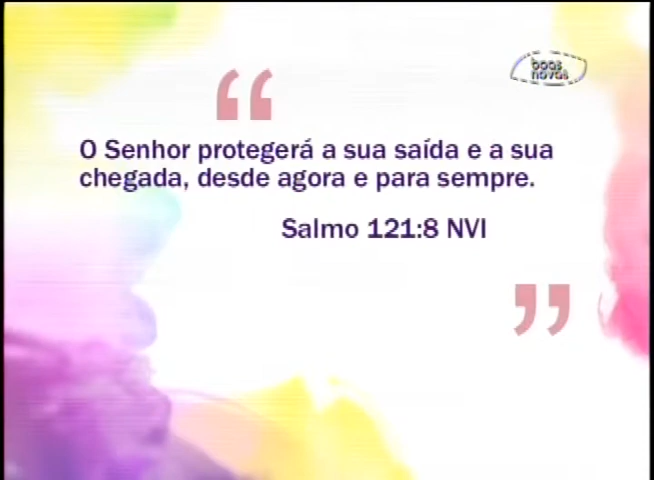 boas
novas
“
O Senhor protegerá a sua saída e a sua
chegada, desde agora e para sempre.
Salmo 121:8 NVI
”